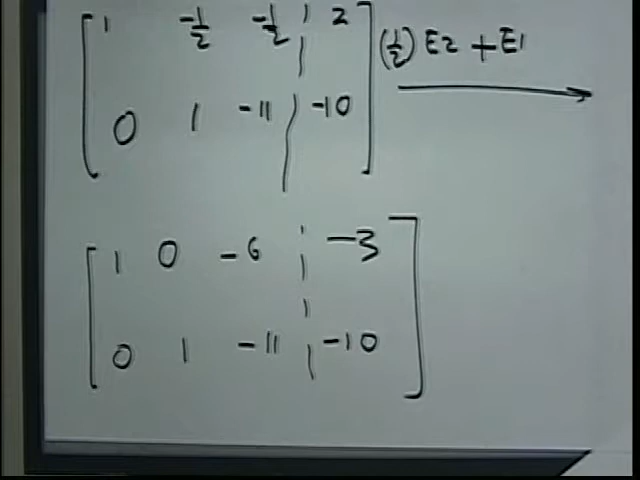 1 -1/2 -1/2 | 2 (1/2) E2 + E1
0 1 -11 | -10
1 0 -6 | -3
0 1 -11 | -10